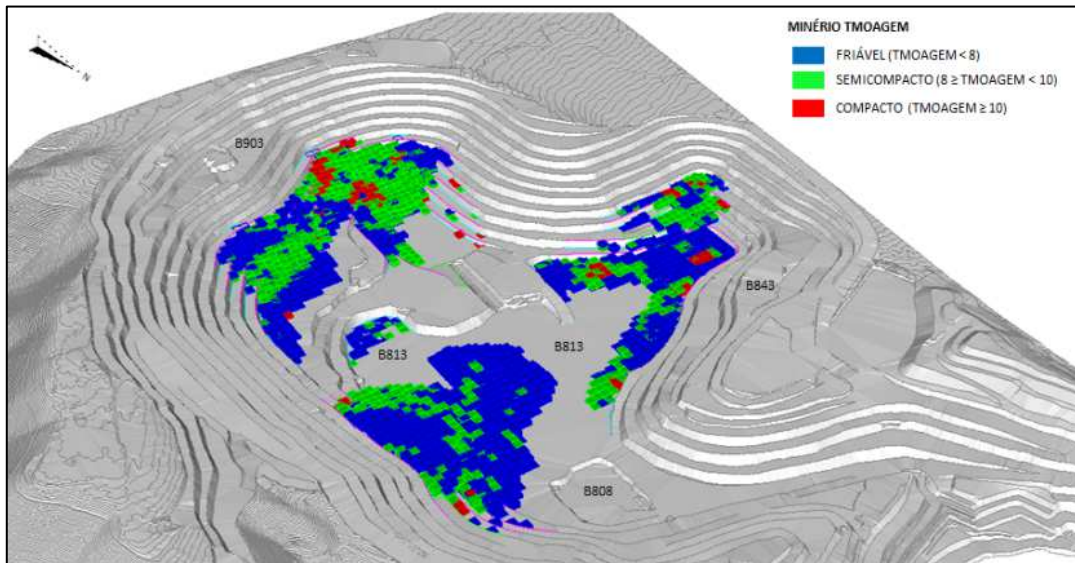 MINÉRIO TMOAGEM
FRIÁVEL (TMOAGEM < 8)
SEMICOMPACTO (8 ≥ TMOAGEM < 10)
COMPACTO (TMOAGEM ≥ 10)
N
B903
B843
B813
B813
B808